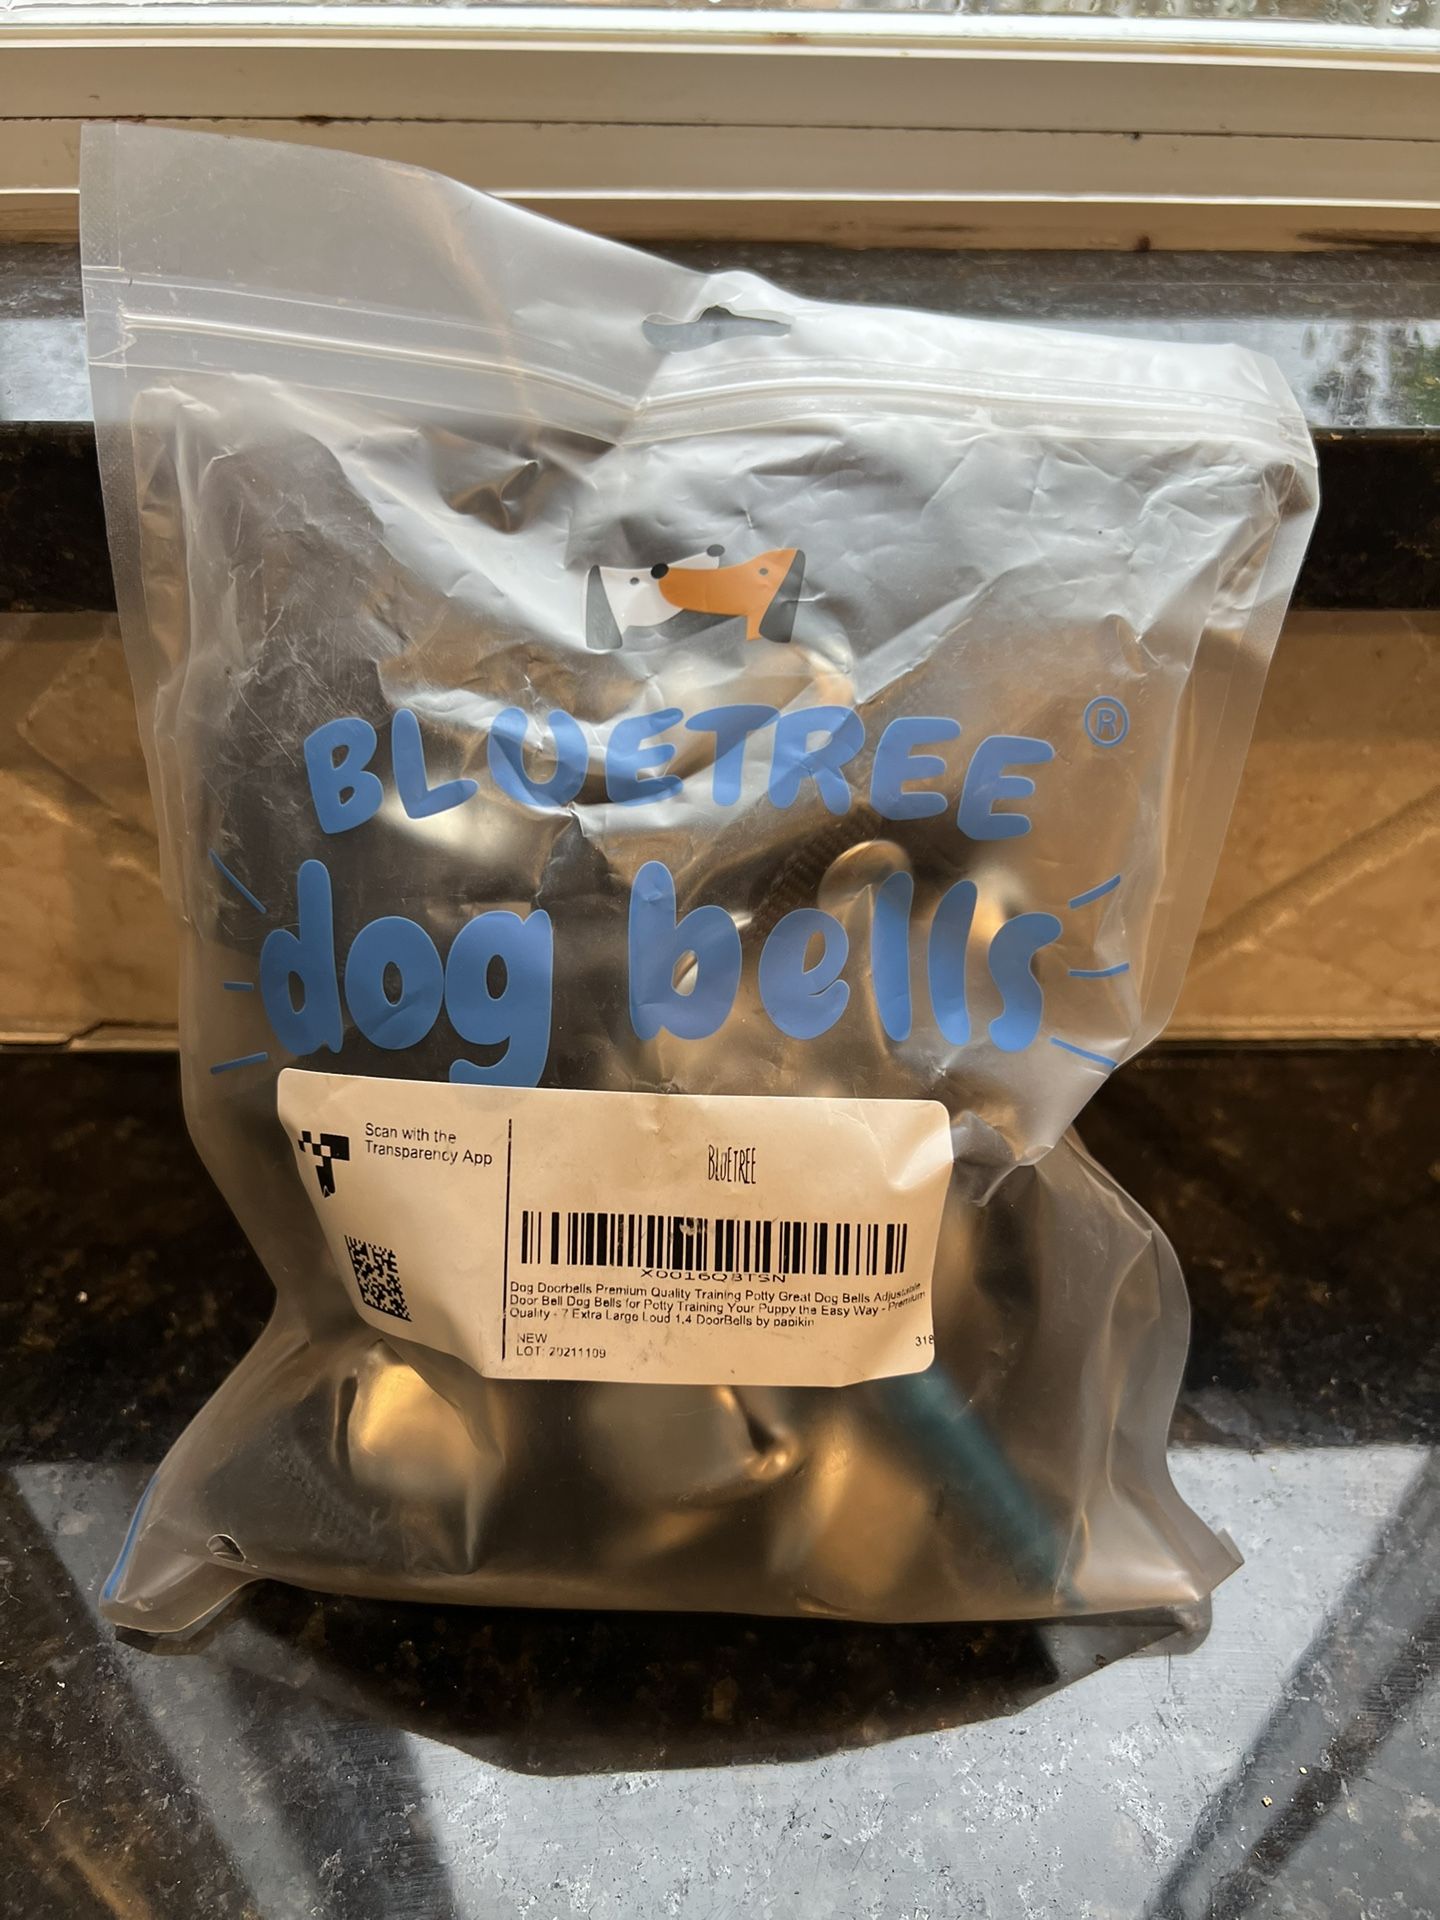 BLUETREE ®
dog bells
Scan with the
Transparency App
BLUETREE
X0016QBTSN
Dog Doorbells Premium Quality Training Potty Great Dog Bells Adjustable
Door Bell Dog Bells for Potty Training Your Puppy the Easy Way - Premium
Quality - 7 Extra Large Loud 1.4 DoorBells by papikin
NEW
LOT: 20211109
318